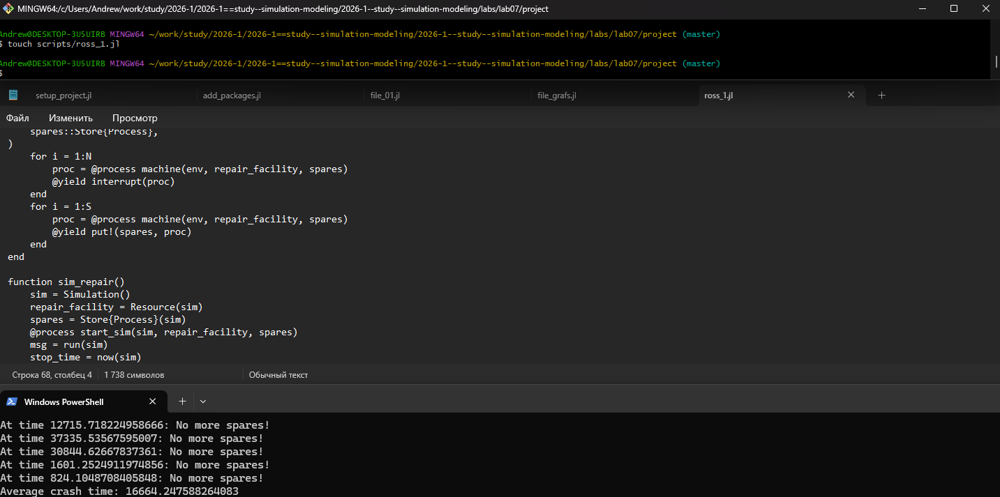 MINGW64:/c/Users/Andrew/work/study/2026-1/2026-1==study--simulation-modeling/2026-1--study--simulation-modeling/labs/lab07/project
Andrew@DESKTOP-3U5UIRB MINGW64 ~/work/study/2026-1/2026-1==study--simulation-modeling/2026-1--study--simulation-modeling/labs/lab07/project (master)
$ touch scripts/ross_1.jl
Andrew@DESKTOP-3U5UIRB MINGW64 ~/work/study/2026-1/2026-1==study--simulation-modeling/2026-1--study--simulation-modeling/labs/lab07/project (master)
$
setup_project.jl add_packages.jl file_01.jl file_grafs.jl ross_1.jl
Файл Изменить Просмотр
spares::Store{Process},
)
for i = 1:N
proc = @process machine(env, repair_facility, spares)
@yield interrupt(proc)
end
for i = 1:S
proc = @process machine(env, repair_facility, spares)
@yield put!(spares, proc)
end
end
function sim_repair()
sim = Simulation()
repair_facility = Resource(sim)
spares = Store{Process}(sim)
@process start_sim(sim, repair_facility, spares)
msg = run(sim)
stop_time = now(sim)
Строка 68, столбец 4 1 738 символов Обычный текст
Windows PowerShell
At time 12715.718224958666: No more spares!
At time 37335.53567595007: No more spares!
At time 30844.62667837361: No more spares!
At time 1601.2524911974856: No more spares!
At time 824.1048708405848: No more spares!
Average crash time: 16664.247588264083